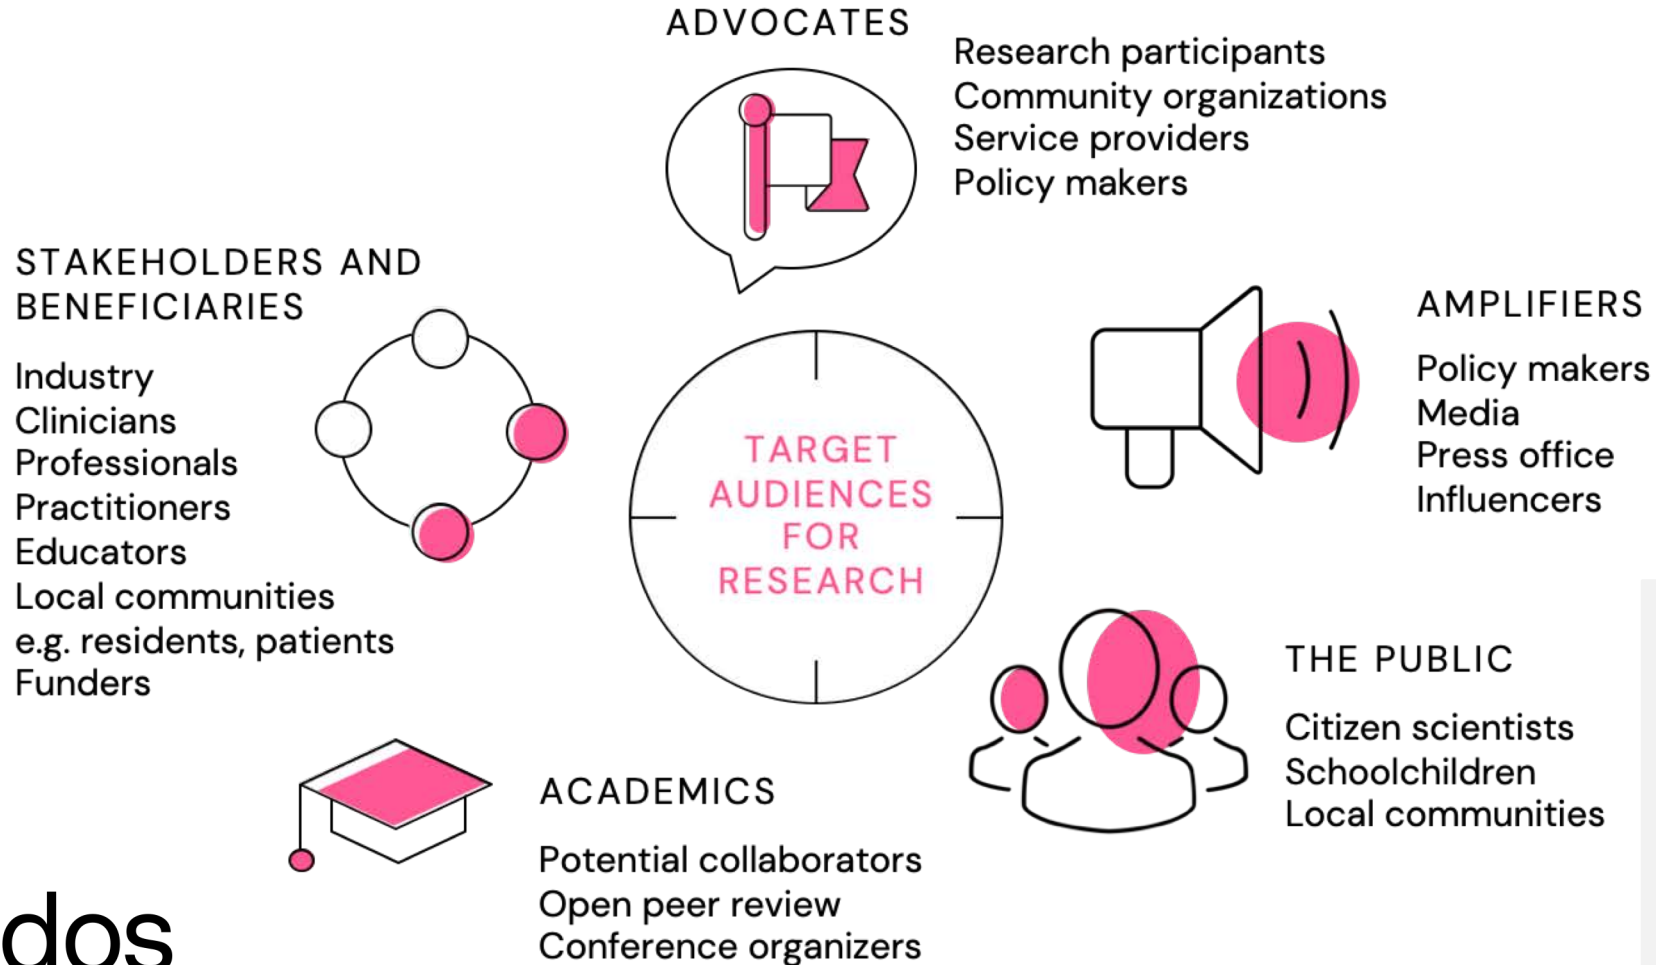 ADVOCATES
Research participants
Community organizations
Service providers
Policy makers
STAKEHOLDERS AND
BENEFICIARIES
Industry
Clinicians
Professionals
Practitioners
Educators
Local communities
e.g. residents, patients
Funders
TARGET
AUDIENCES
FOR
RESEARCH
AMPLIFIERS
Policy makers
Media
Press office
Influencers
THE PUBLIC
Citizen scientists
Schoolchildren
Local communities
ACADEMICS
Potential collaborators
Open peer review
Conference organizers
dos